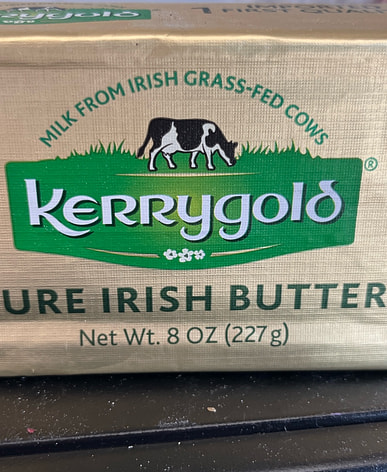 MILK FROM IRISH GRASS-FED COWS
Kerrygold®
URE IRISH BUTTER
Net Wt. 8 OZ (227g)